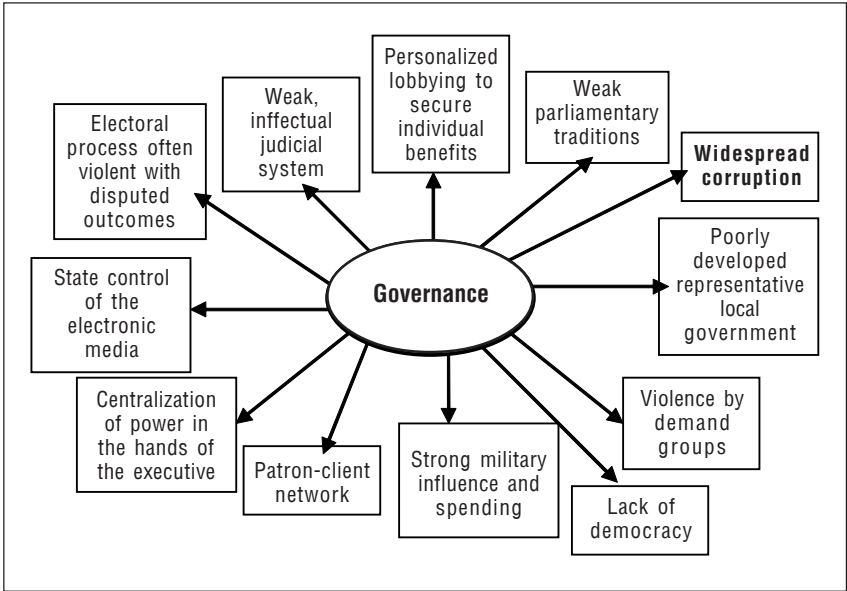 Personalized
lobbying to
secure
individual
benefits
Weak,
inffectual
judicial
system
Weak
parliamentary
traditions
Electoral
process often
violent with
disputed
outcomes
Widespread
corruption
Poorly
developed
representative
local
government
Governance
State control
of the
electronic
media
Centralization
of power in
the hands of
the executive
Patron-client
network
Strong military
influence and
spending
Violence by
demand
groups
Lack of
democracy